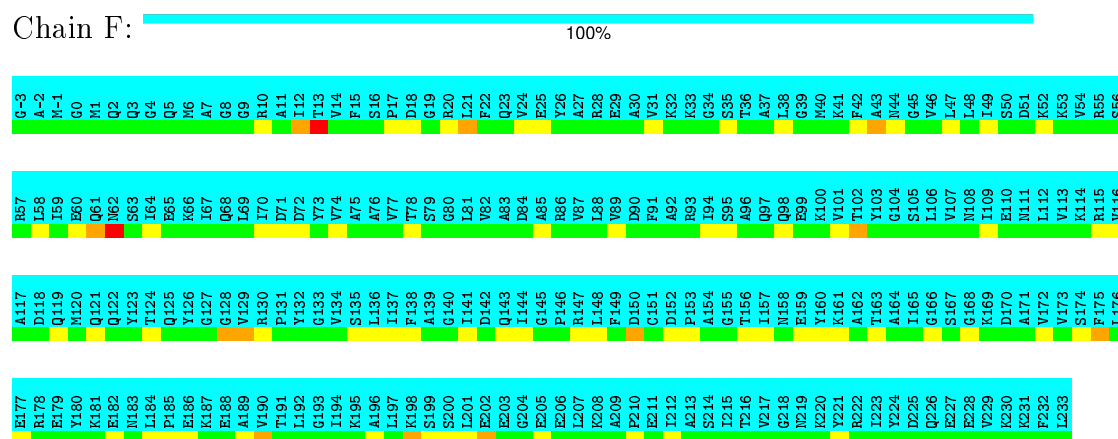 Chain F:
100%
G-3 A-2 M-1 G0 M1 Q2 Q3 G4 Q5 M6 A7 G8 G9 R10 A11 I12 T13 V14 F15 S16 P17 D18 G19 R20 L21 F22 Q23 V24 E25 Y26 A27 R28 E29 A30 V31 K32 K33 G34 S35 T36 A37 L38 G39 M40 K41 F42 A43 N44 G45 V46 L47 L48 I49 S50 D51 K52 K53 V54 R55 S56
R57 L58 I59 E60 Q61 N62 S63 I64 E65 K66 I67 Q68 L69 I70 D71 D72 Y73 V74 A75 A76 V77 T78 S79 G80 L81 V82 A83 D84 A85 R86 V87 L88 V89 D90 F91 A92 R93 I94 S95 A96 Q97 Q98 E99 K100 V101 T102 Y103 G104 S105 L106 V107 N108 I109 E110 N111 L112 V113 K114 R115 V116
A117 D118 Q119 M120 Q121 Q122 Y123 T124 Q125 Y126 G127 G128 V129 R130 P131 Y132 G133 V134 S135 L136 I137 F138 A139 G140 I141 D142 Q143 I144 G145 P146 R147 L148 F149 D150 C151 D152 P153 A154 G155 T156 I157 N158 E159 Y160 K161 A162 T163 A164 I165 G166 S167 G168 K169 D170 A171 V172 V173 S174 F175 L176
E177 R178 E179 Y180 K181 E182 N183 L184 P185 E186 K187 E188 A189 V190 T191 L192 G193 I194 K195 A196 L197 K198 S199 S200 L201 E202 E203 G204 E205 E206 L207 K208 A209 P210 E211 I212 A213 S214 I215 T216 V217 G218 N219 K220 Y221 R222 I223 Y224 D225 Q226 E227 E228 V229 K230 K231 F232 L233